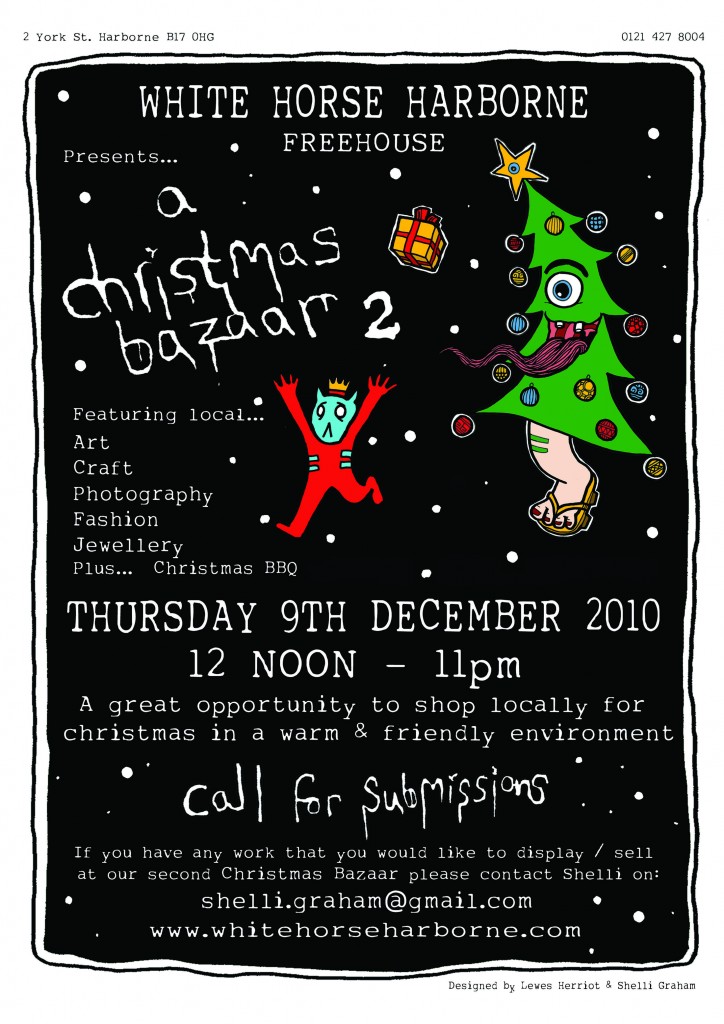 2 York St. Harborne B17 0HG
0121 427 8004
WHITE HORSE HARBORNE
FREEHOUSE
Presents...
a
christmas
bazaar 2
Featuring local...
Art
Craft
Photography
Fashion
Jewellery
Plus... Christmas BBQ
THURSDAY 9TH DECEMBER 2010
12 NOON – 11pm
A great opportunity to shop locally for
christmas in a warm & friendly environment
call for submissions
If you have any work that you would like to display / sell
at our second Christmas Bazaar please contact Shelli on:
shelli.graham@gmail.com
www.whitehorseharborne.com
Designed by Lewes Herriot & Shelli Graham